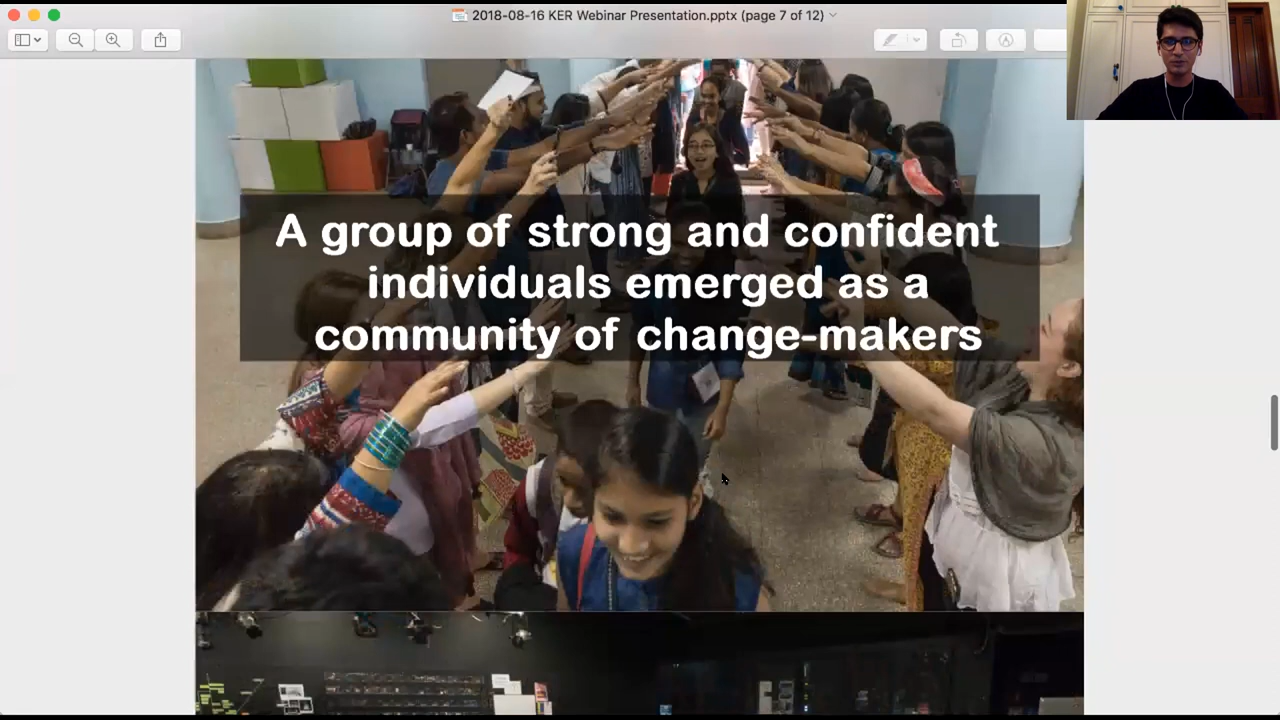 2018-08-16 KER Webinar Presentation.pptx (page 7 of 12)
A group of strong and confident
individuals emerged as a
community of change-makers